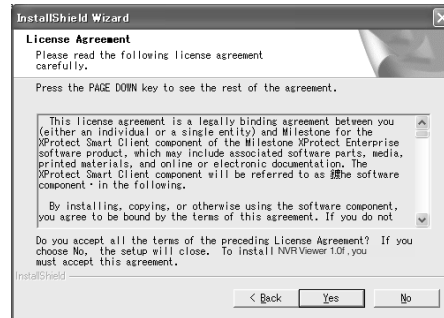 InstallShield Wizard
License Agreement
Please read the following license agreement
carefully.
Press the PAGE DOWN key to see the rest of the agreement.
This license agreement is a legally binding agreement between you
(either an individual or a single entity) and Milestone for the
XProtect Smart Client component of the Milestone XProtect Enterprise
software product, which may include associated software parts, media,
printed materials, and online or electronic documentation. The
XProtect Smart Client component will be referred to as he software
component・in the following.
By installing, copying, or otherwise using the software component,
you agree to be bound by the terms of this agreement. If you do not
Do you accept all the terms of the preceding License Agreement? If you
choose No, the setup will close. To install NVR Viewer 1.0f , you
must accept this agreement.
InstallShield
< Back Yes No